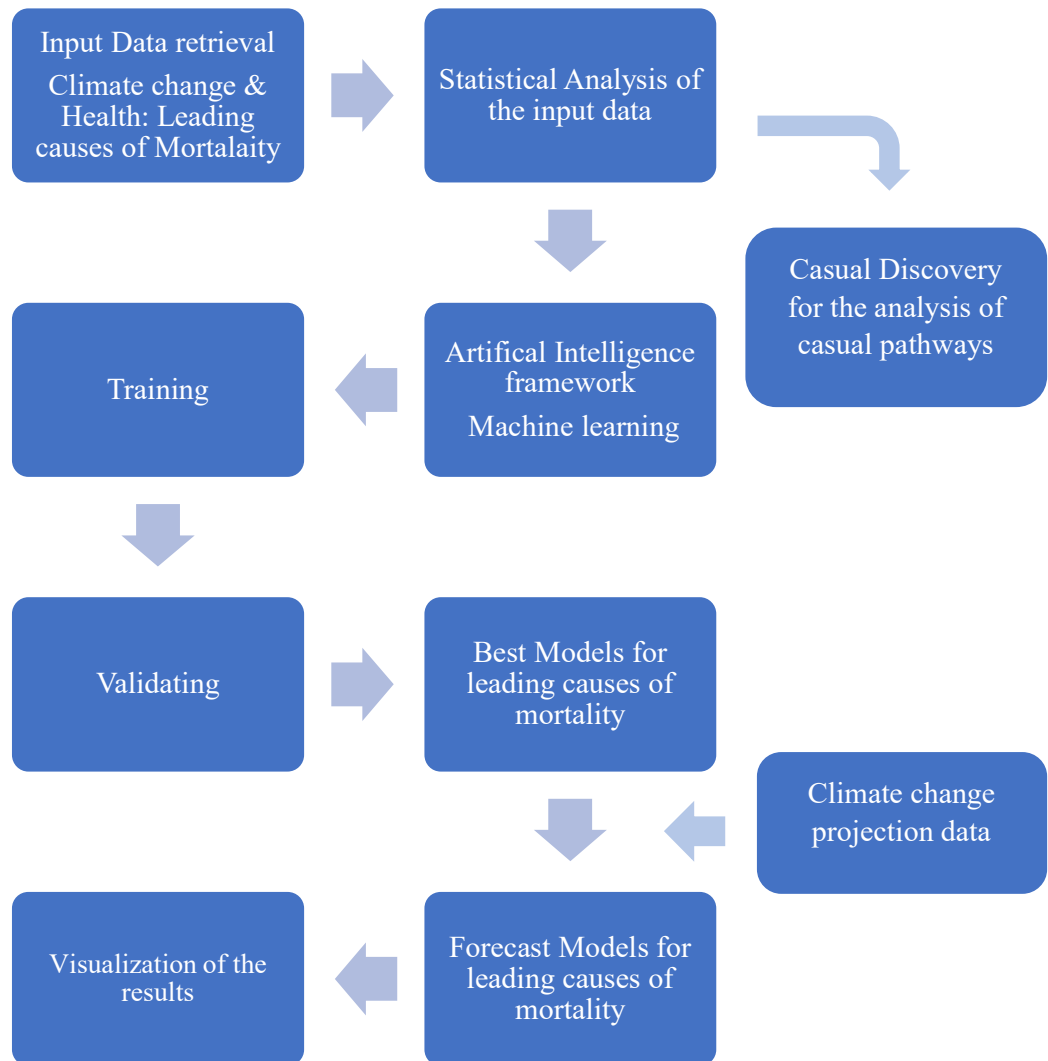 Input Data retrieval
Climate change &
Health: Leading
causes of Mortalaity
Statistical Analysis of
the input data
Casual Discovery
for the analysis of
casual pathways
Artifical Intelligence
framework
Machine learning
Training
Validating
Best Models for
leading causes of
mortality
Climate change
projection data
Forecast Models for
leading causes of
mortality
Visualization of the
results